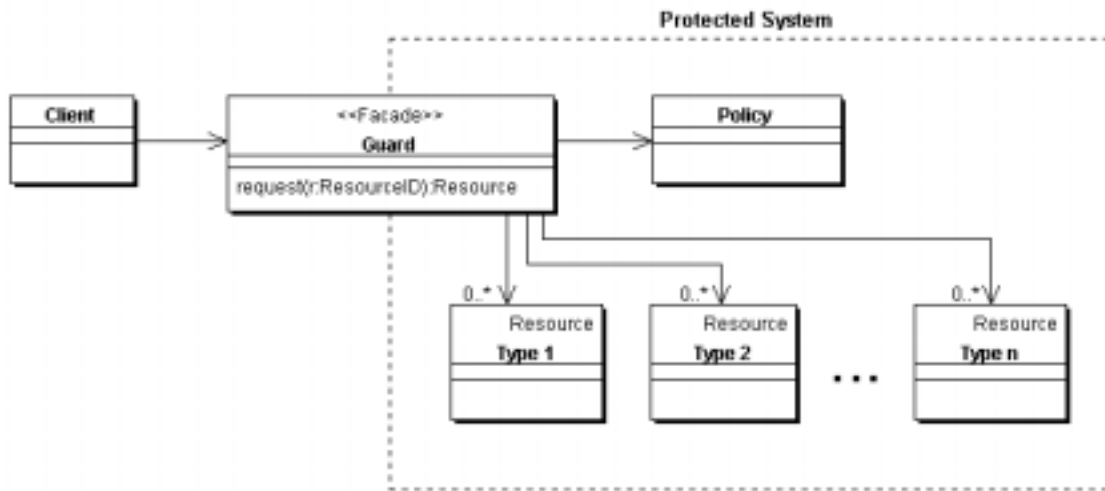 Protected System
Client
<<Facade>>
Guard
request(r:ResourceID):Resource
Policy
0..*
0..*
0..*
Resource
Type 1
Resource
Type 2
...
Resource
Type n